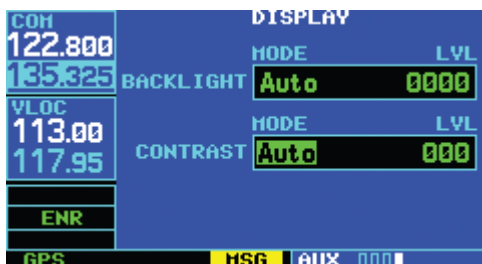 COM
122.800
135.325
VLOC
113.00
117.95
ENR
GPS
DISPLAY
MODE LVL
BACKLIGHT Auto 0000
MODE LVL
CONTRAST Auto 000
MSG AUX